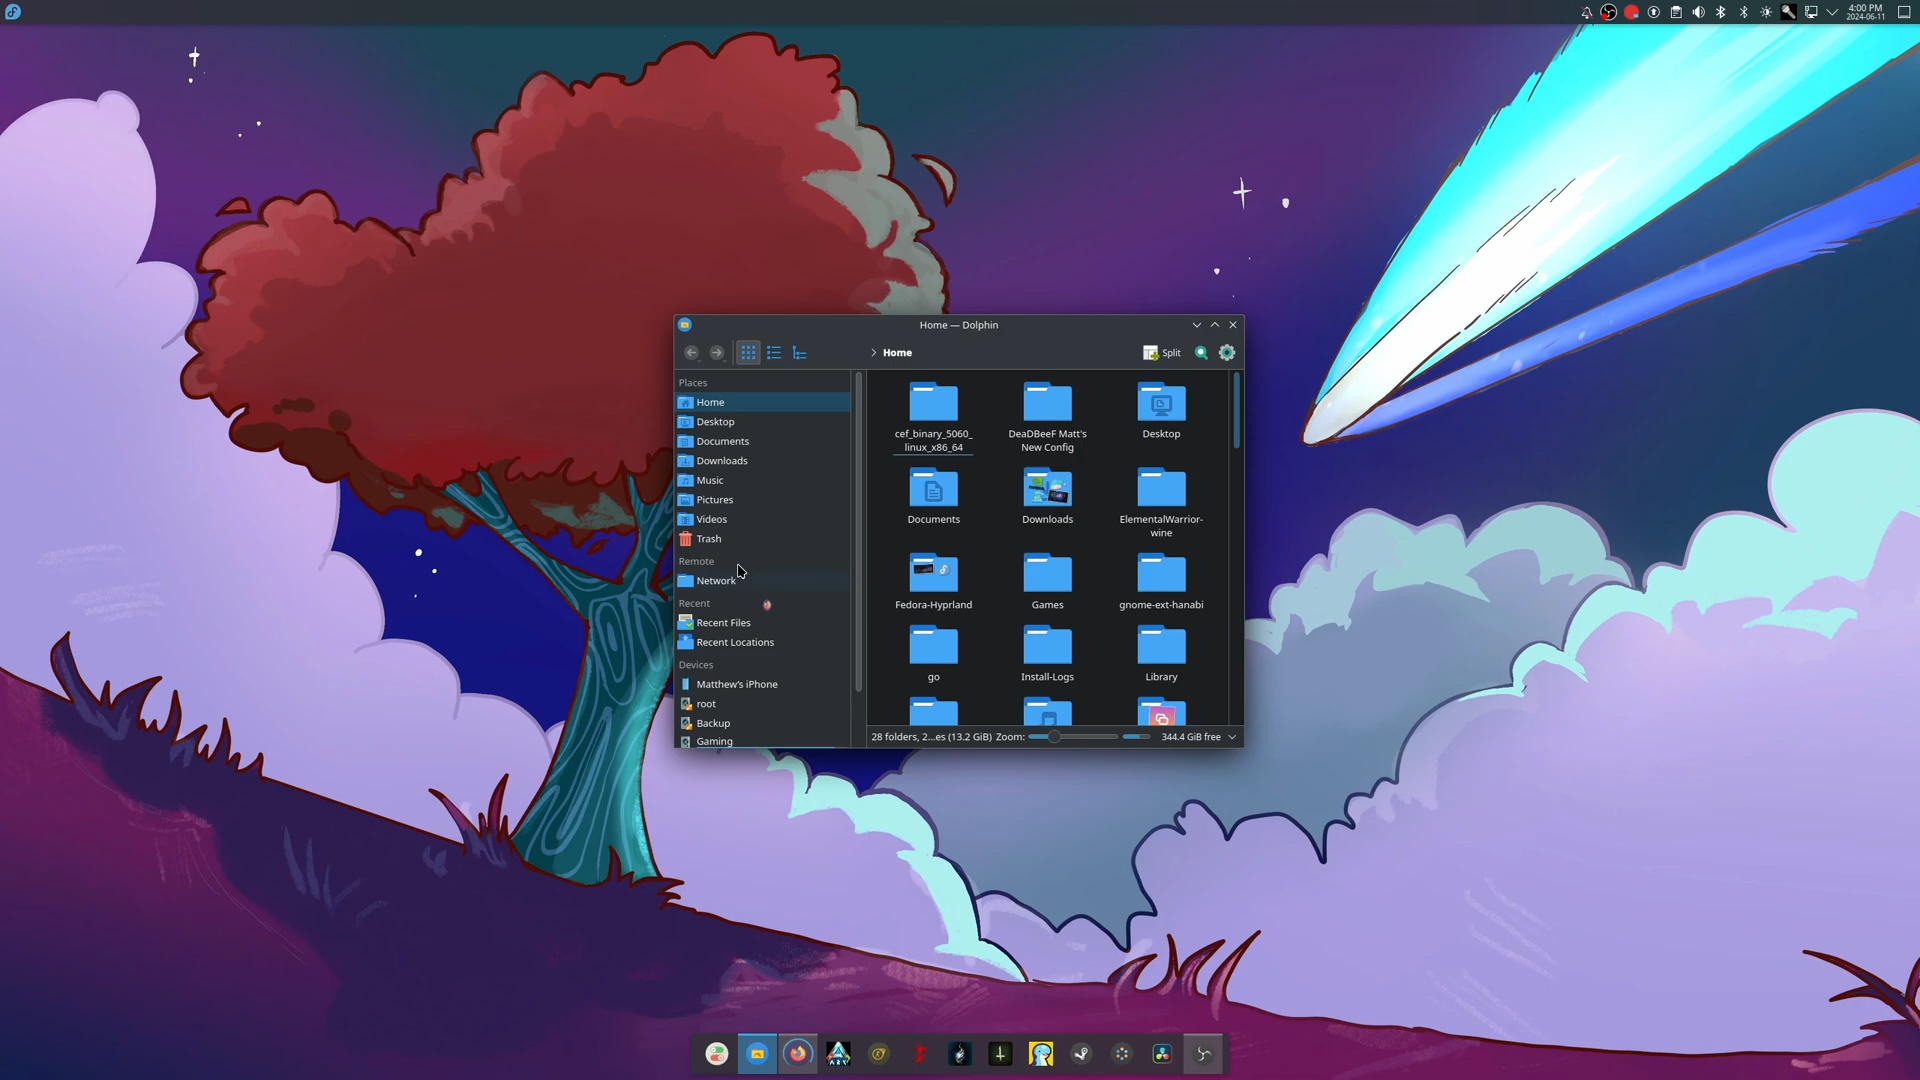 4:00 PM
2024-06-11
Home — Dolphin
Home
Split
Places
Home
Desktop
Documents
Downloads
Music
Pictures
Videos
Trash
Remote
Network
Recent
Recent Files
Recent Locations
Devices
Matthew's iPhone
root
Backup
Gaming
cef_binary_5060_
linux_x86_64
DeaDBeeF Matt's
New Config
Desktop
Documents
Downloads
ElementalWarrior-
wine
Fedora-Hyprland
Games
gnome-ext-hanabi
go
Install-Logs
Library
28 folders, 2...es (13.2 GiB)
Zoom:
344.4 GiB free